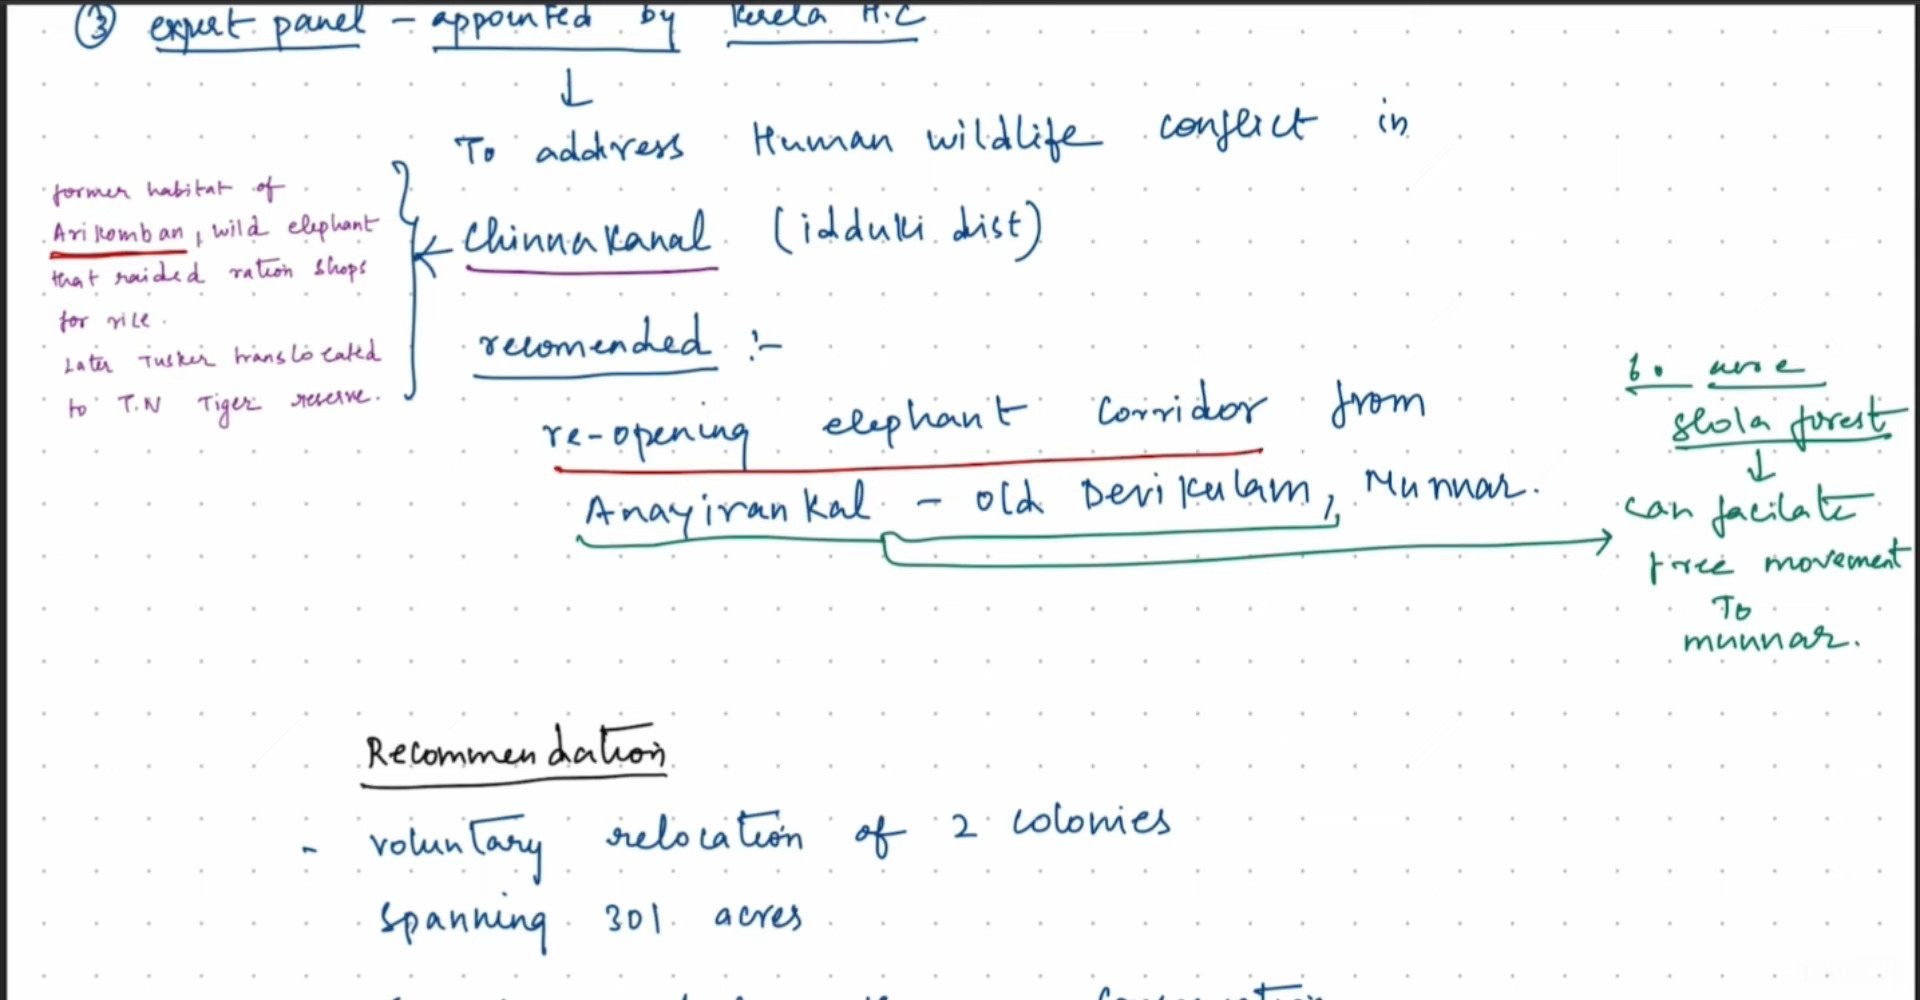 ③ expert panel - appointed by Kerela H.C
↓
To address Human wildlife conflict in
Chinnakanal (idduki dist)
former habitat of
Arikomban, wild elephant
that raided ration shops
for rice.
Later Tusker translocated
to T.N Tiger reserve.
recomended :-
re-opening elephant corridor from
Anayirankal - old Devikulam, Munnar.
acre
shola forest
↓
can facilate
free movement
To
munnar.
Recommendation
- voluntary relocation of 2 colonies
spanning 301 acres